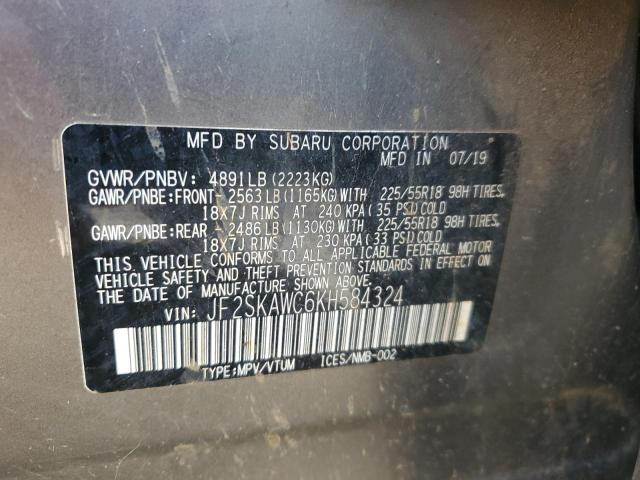 MFD BY SUBARU CORPORATION
MFD IN 07/19
GVWR/PNBV: 4891LB (2223KG)
GAWR/PNBE:FRONT 2563LB (1165KG)WITH 225/55R18 98H TIRES,
18X7J RIMS AT 240 KPA (35 PSI)COLD
GAWR/PNBE:REAR - 2486LB (1130KG)WITH 225/55R18 98H TIRES,
18X7J RIMS AT 230 KPA (33 PSI)COLD
THIS VEHICLE CONFORMS TO ALL APPLICABLE FEDERAL MOTOR
VEHICLE SAFETY AND THEFT PREVENTION STANDARDS IN EFFECT ON
THE DATE OF MANUFACTURE SHOWN ABOVE.
VIN: JF2SKAWC6KH584324
TYPE:MPV/VTUM ICES/NMB-002